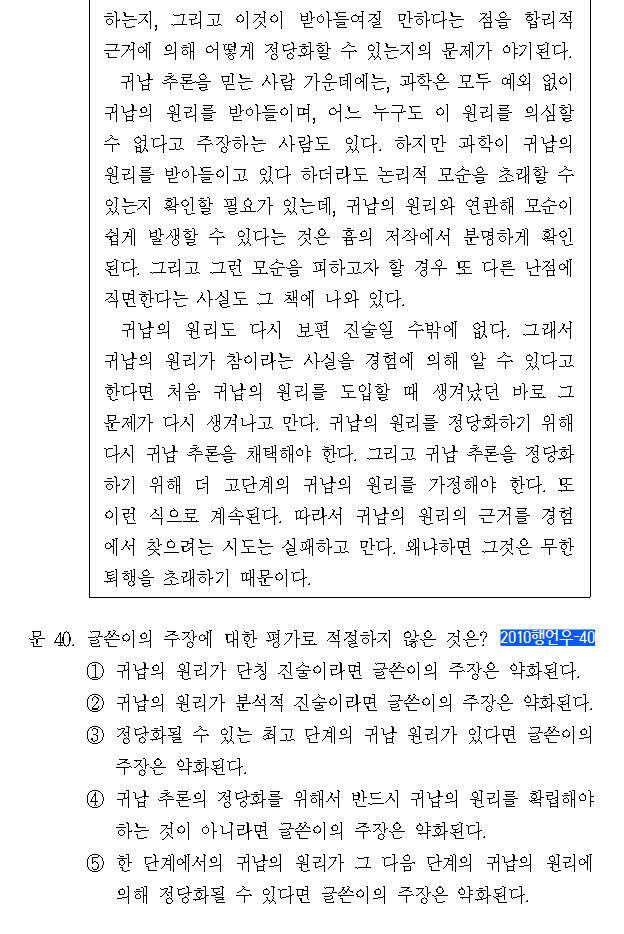 하는지, 그리고 이것이 받아들여질 만하다는 점을 합리적
근거에 의해 어떻게 정당화할 수 있는지의 문제가 야기된다.
귀납 추론을 믿는 사람 가운데에는, 과학은 모두 예외 없이
귀납의 원리를 받아들이며, 어느 누구도 이 원리를 의심할
수 없다고 주장하는 사람도 있다. 하지만 과학이 귀납의
원리를 받아들이고 있다 하더라도 논리적 모순을 초래할 수
있는지 확인할 필요가 있는데, 귀납의 원리와 연관해 모순이
쉽게 발생할 수 있다는 것은 흄의 저작에서 분명하게 확인
된다. 그리고 그런 모순을 피하고자 할 경우 또 다른 난점에
직면한다는 사실도 그 책에 나와 있다.
귀납의 원리도 다시 보편 진술일 수밖에 없다. 그래서
귀납의 원리가 참이라는 사실을 경험에 의해 알 수 있다고
한다면 처음 귀납의 원리를 도입할 때 생겨났던 바로 그
문제가 다시 생겨나고 만다. 귀납의 원리를 정당화하기 위해
다시 귀납 추론을 채택해야 한다. 그리고 귀납 추론을 정당화
하기 위해 더 고단계의 귀납의 원리를 가정해야 한다. 또
이런 식으로 계속된다. 따라서 귀납의 원리의 근거를 경험
에서 찾으려는 시도는 실패하고 만다. 왜냐하면 그것은 무한
퇴행을 초래하기 때문이다.
문 40. 글쓴이의 주장에 대한 평가로 적절하지 않은 것은? 2010행언우-40
① 귀납의 원리가 단칭 진술이라면 글쓴이의 주장은 약화된다.
② 귀납의 원리가 분석적 진술이라면 글쓴이의 주장은 약화된다.
③ 정당화될 수 있는 최고 단계의 귀납 원리가 있다면 글쓴이의
주장은 약화된다.
④ 귀납 추론의 정당화를 위해서 반드시 귀납의 원리를 확립해야
하는 것이 아니라면 글쓴이의 주장은 약화된다.
⑤ 한 단계에서의 귀납의 원리가 그 다음 단계의 귀납의 원리에
의해 정당화될 수 있다면 글쓴이의 주장은 약화된다.